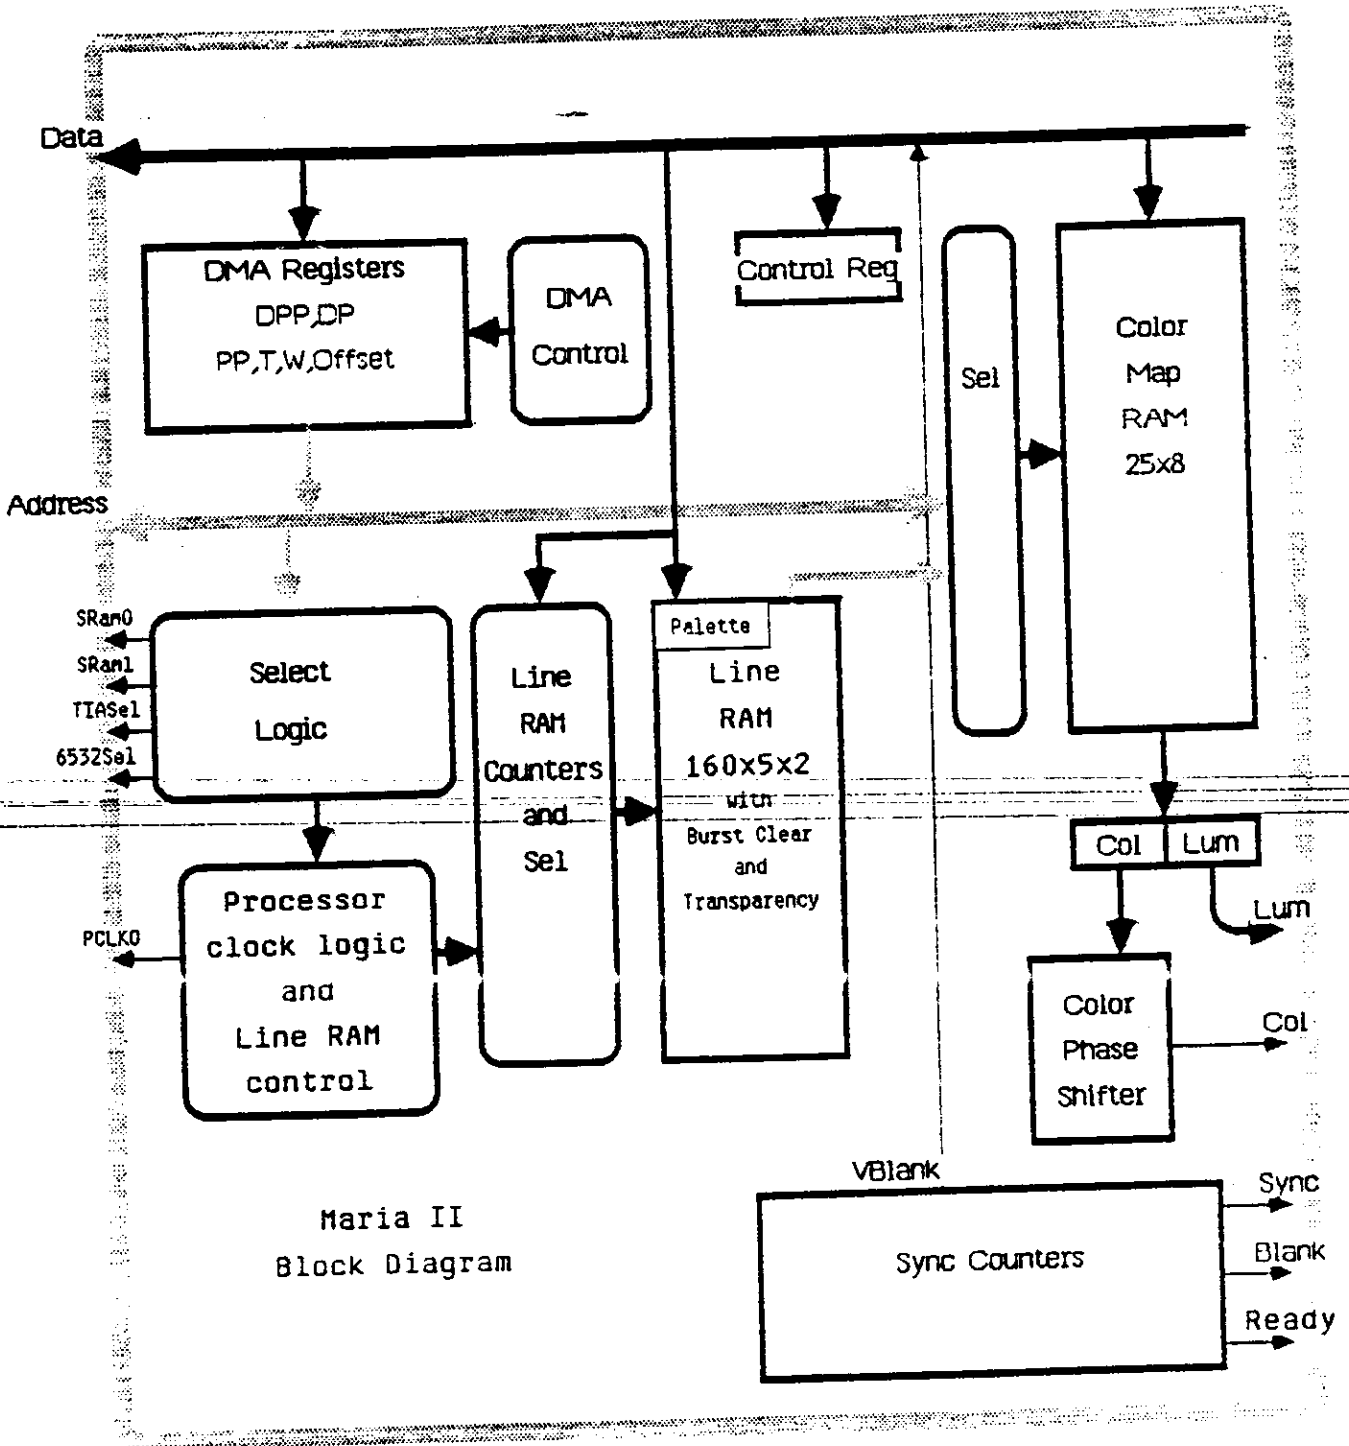 Data
DMA Registers
DPP,DP
PP,T,W,Offset
DMA
Control
Control Reg
Sel
Color
Map
RAM
25x8
Address
SRam0
SRam1
TIASel
6532Sel
Select
Logic
Line
RAM
Counters
and
Sel
Palette
Line
RAM
160x5x2
with
Burst Clear
and
Transparency
Col
Lum
Lum
PCLK0
Processor
clock logic
and
Line RAM
control
Color
Phase
Shifter
Col
VBlank
Sync Counters
Sync
Blank
Ready
Maria II
Block Diagram